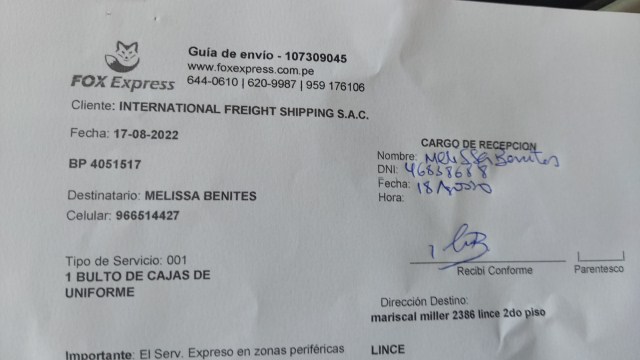 Guía de envío - 107309045
www.foxexpress.com.pe
644-0610 | 620-9987 | 959 176106
FOX Express
Cliente: INTERNATIONAL FREIGHT SHIPPING S.A.C.
Fecha: 17-08-2022
BP 4051517
Destinatario: MELISSA BENITES
Celular: 966514427
Tipo de Servicio: 001
1 BULTO DE CAJAS DE
UNIFORME
CARGO DE RECEPCION
Nombre: Melissa Benites
DNI: 46838688
Fecha: 18 Agosto
Hora:
Recibi Conforme
Parentesco
Dirección Destino:
mariscal miller 2386 lince 2do piso
LINCE
Importante: El Serv. Expreso en zonas periféricas